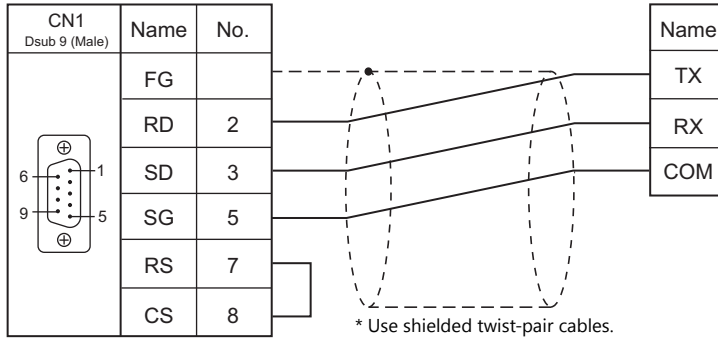 CN1
Dsub 9 (Male)
Name
No.
Name
FG
TX
RD
2
RX
SD
3
COM
6
1
9
5
SG
5
RS
7
CS
8
* Use shielded twist-pair cables.